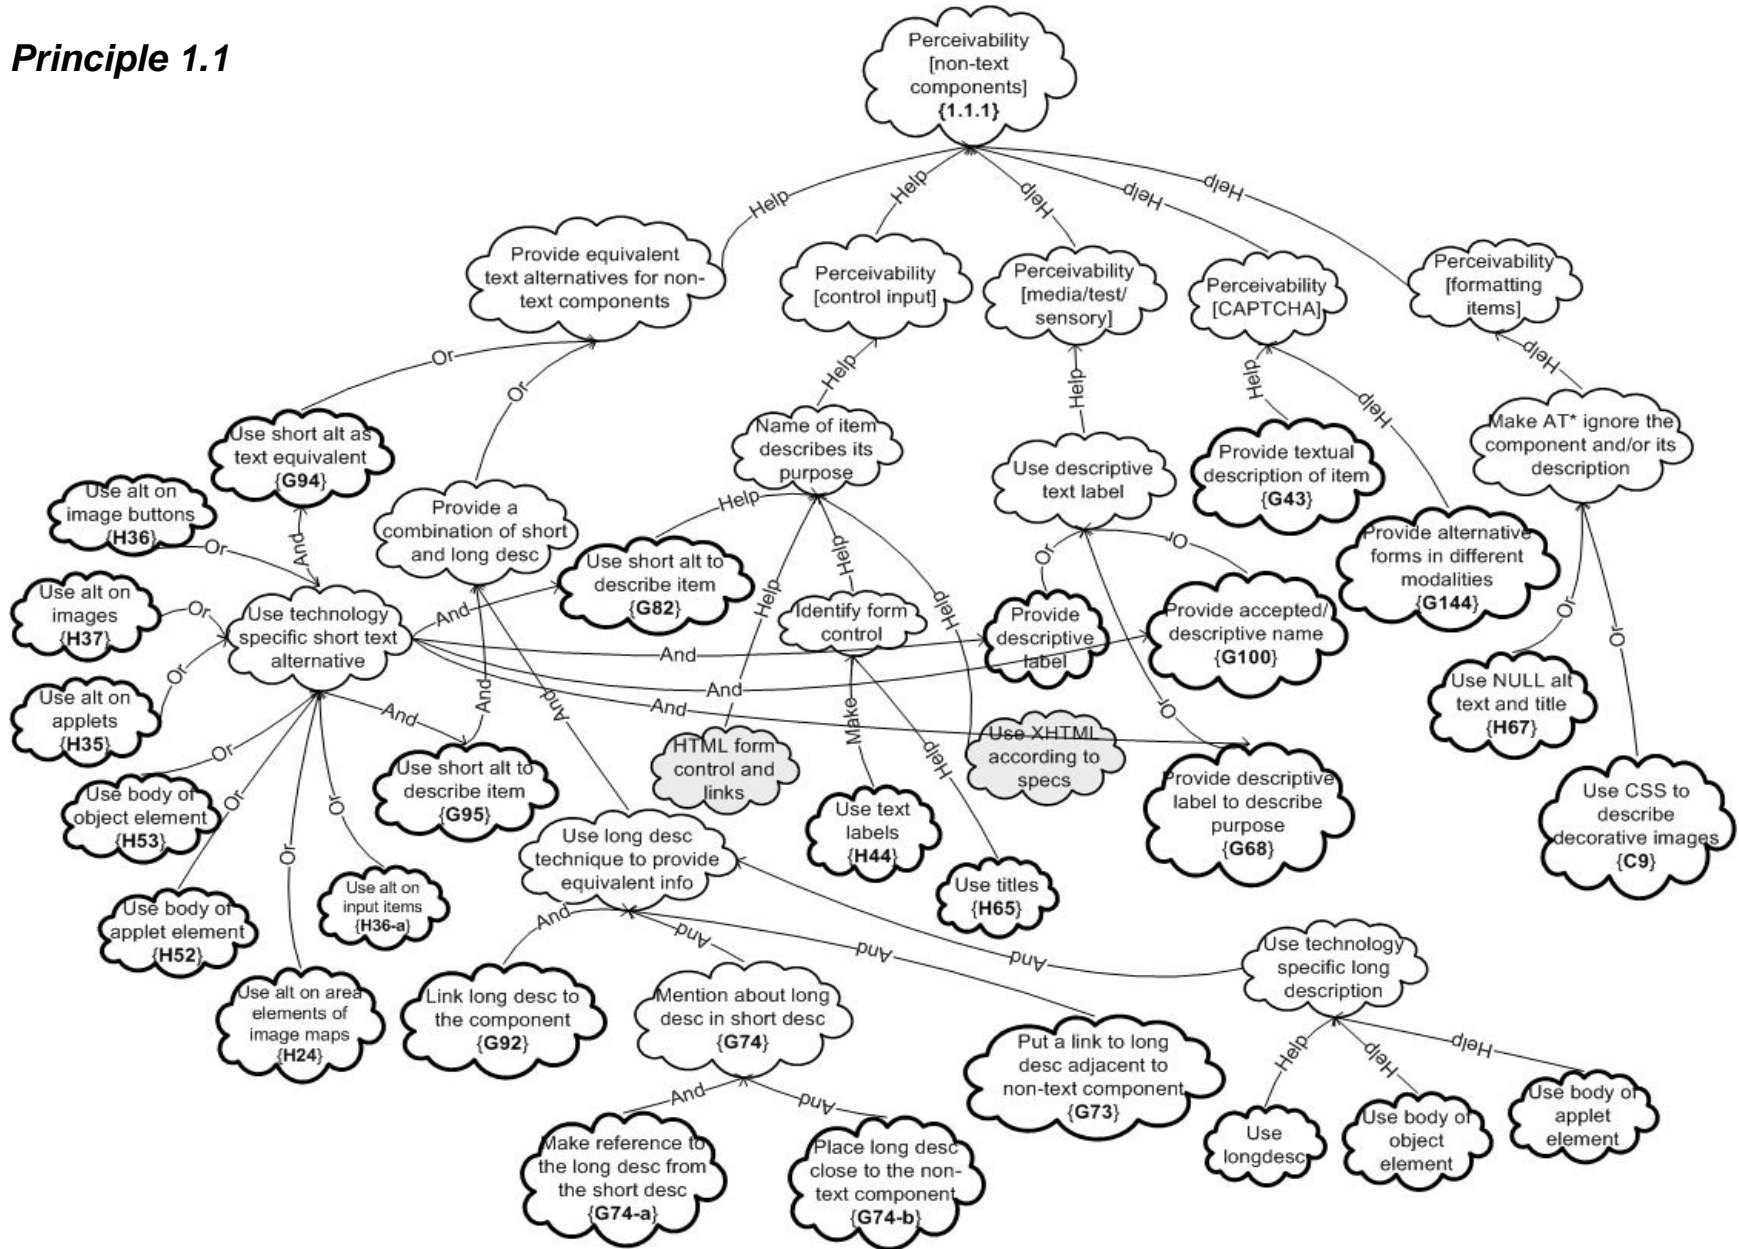 Principle 1.1
Perceivability
[non-text
components]
{1.1.1}
Help
Help
Help
Help
Help
Provide equivalent
text alternatives for non-
text components
Perceivability
[control input]
Perceivability
[media/test/
sensory]
Perceivability
[CAPTCHA]
Perceivability
[formatting
items]
Or
Or
Help
Help
Help
Help
Help
Use short alt as
text equivalent
{G94}
Name of item
describes its
purpose
Use descriptive
text label
Provide textual
description of item
{G43}
Make AT* ignore the
component and/or its
description
Use alt on
image buttons
{H36}
Or
And
Provide a
combination of short
and long desc
Help
Use short alt to
describe item
{G82}
Help
Help
Help
Or
Or
Provide alternative
forms in different
modalities
{G144}
Or
Or
Use alt on
images
{H37}
Or
Use technology
specific short text
alternative
And
Identify form
control
Provide
descriptive
label
Provide accepted/
descriptive name
{G100}
Use alt on
applets
{H35}
Or
And
And
And
And
And
And
Or
Make
Help
Use NULL alt
text and title
{H67}
Or
Or
Or
Or
Use body of
object element
{H53}
Use short alt to
describe item
{G95}
HTML form
control and
links
Use XHTML
according to
specs
Provide descriptive
label to describe
purpose
{G68}
Use CSS to
describe
decorative images
{C9}
Use long desc
technique to provide
equivalent info
Use text
labels
{H44}
Use titles
{H65}
Use body of
applet element
{H52}
Use alt on
input items
{H36-a}
And
And
And
And
Use technology
specific long
description
Use alt on area
elements of
image maps
{H24}
Link long desc to
the component
{G92}
Mention about long
desc in short desc
{G74}
Put a link to long
desc adjacent to
non-text component
{G73}
Help
Help
Help
And
And
Make reference to
the long desc from
the short desc
{G74-a}
Place long desc
close to the non-
text component
{G74-b}
Use
longdesc
Use body of
object
element
Use body of
applet
element